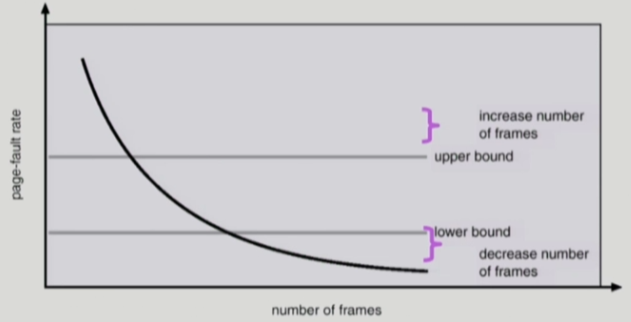 page-fault rate
increase number
of frames
upper bound
lower bound
decrease number
of frames
number of frames